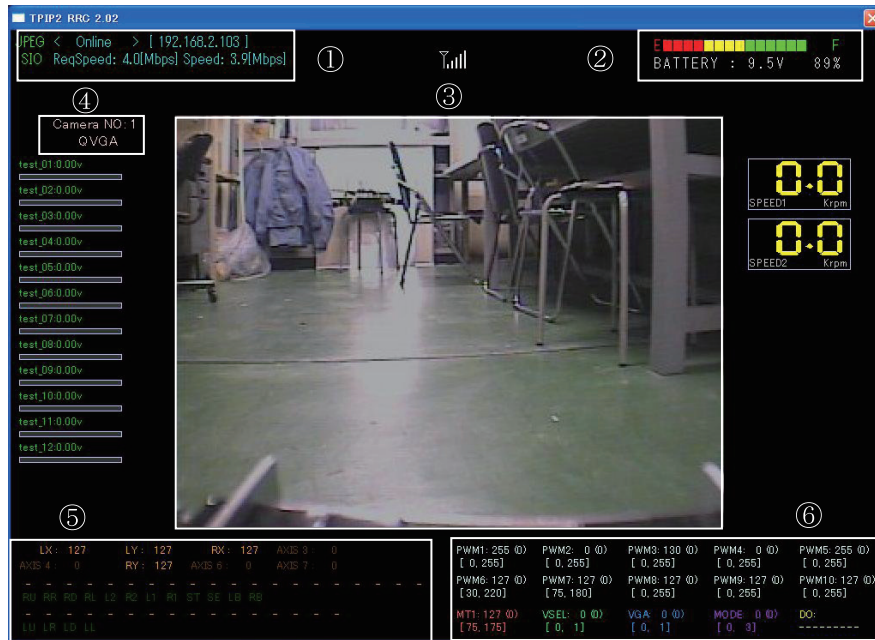 TPIP2 RRC 2.02
JPEG < Online > [ 192.168.2.103 ]
SIO ReqSpeed: 4.0[Mbps] Speed: 3.9[Mbps]
①
②
E F
BATTERY : 9.5V 89%
③
④
Camera NO: 1
QVGA
test_01:0.00v
test_02:0.00v
test_03:0.00v
test_04:0.00v
test_05:0.00v
test_06:0.00v
test_07:0.00v
test_08:0.00v
test_09:0.00v
test_10:0.00v
test_11:0.00v
test_12:0.00v
0.0
SPEED1 Krpm
0.0
SPEED2 Krpm
⑤
LX: 127 LY: 127 RX: 127 AXIS 3: 0
AXIS 4: 0 RY: 127 AXIS 6: 0 AXIS 7: 0
- - - - - - - - - - - - - - - - - - - -
RU RR RD RL L2 R2 L1 R1 ST SE LB RB
- - - - - - - - - - - - - - - -
LU LR LD LL
⑥
PWM1: 255 (0) PWM2: 0 (0) PWM3: 130 (0) PWM4: 0 (0) PWM5: 255 (0)
[ 0, 255] [ 0, 255] [ 0, 255] [ 0, 255] [ 0, 255]
PWM6: 127 (0) PWM7: 127 (0) PWM8: 127 (0) PWM9: 127 (0) PWM10: 127 (0)
[30, 220] [75, 180] [ 0, 255] [ 0, 255] [ 0, 255]
MT1: 127 (0) VSEL: 0 (0) VGA: 0 (0) MODE: 0 (0) DO:
[75, 175] [ 0, 1] [ 0, 1] [ 0, 3] ---------